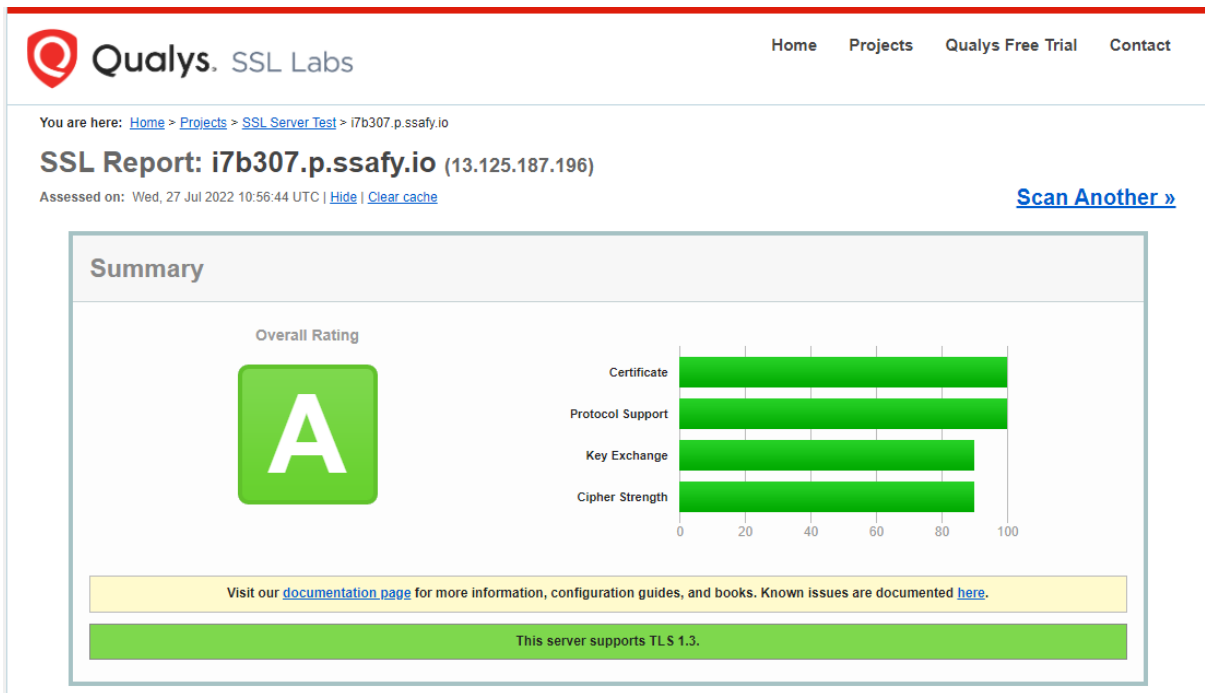 Qualys. SSL Labs
Home Projects Qualys Free Trial Contact
You are here: Home > Projects > SSL Server Test > i7b307.p.ssafy.io
SSL Report: i7b307.p.ssafy.io (13.125.187.196)
Assessed on: Wed, 27 Jul 2022 10:56:44 UTC | Hide | Clear cache
Scan Another »
Summary
Overall Rating
A
Certificate
Protocol Support
Key Exchange
Cipher Strength
0 20 40 60 80 100
Visit our documentation page for more information, configuration guides, and books. Known issues are documented here.
This server supports TLS 1.3.